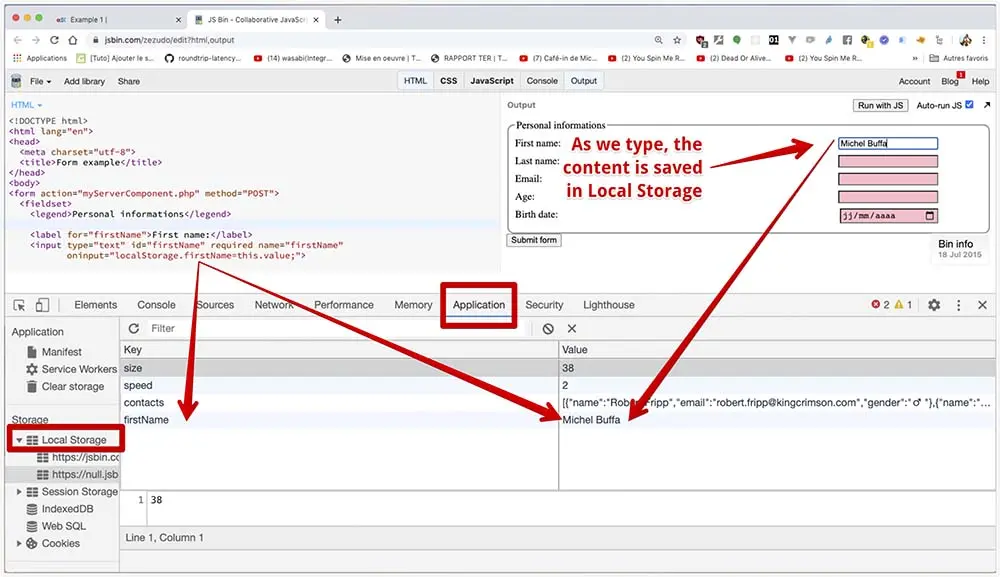 Example 1 |
JS Bin - Collaborative JavaScri
jsbin.com/zezudo/edit?html,output
Applications
[Tuto] Ajouter le s...
roundtrip-latency...
(14) wasabi(Integr...
Mise en oeuvre | T...
RAPPORT TER | T...
(7) Café-in de Mic...
(2) You Spin Me R...
(2) Dead Or Alive...
(2) You Spin Me R...
»
Autres favoris
File
Add library
Share
HTML
CSS
JavaScript
Console
Output
Account
Blog
1
Help
HTML
Output
Run with JS
Auto-run JS
<!DOCTYPE html>
<html lang="en">
<head>
<meta charset="utf-8">
<title>Form example</title>
</head>
<body>
<form action="myServerComponent.php" method="POST">
<fieldset>
<legend>Personal informations</legend>
<label for="firstName">First name:</label>
<input type="text" id="firstName" required name="firstName"
oninput="localStorage.firstName=this.value;">
Personal informations
First name:
Michel Buffa
Last name:
Email:
Age:
Birth date:
jj/mm/aaaa
Submit form
As we type, the
content is saved
in Local Storage
Bin info
18 Jul 2015
Elements
Console
Sources
Network
Performance
Memory
Application
Security
Lighthouse
2
1
Application
Manifest
Service Workers
Clear storage
Storage
Local Storage
https://jsbin.co
https://null.jsb
Session Storage
IndexedDB
Web SQL
Cookies
Filter
Key
Value
size
38
speed
2
contacts
[{"name":"Robert Fripp","email":"robert.fripp@kingcrimson.com","gender":"♂ "},{"name":"...
firstName
Michel Buffa
1 38
Line 1, Column 1